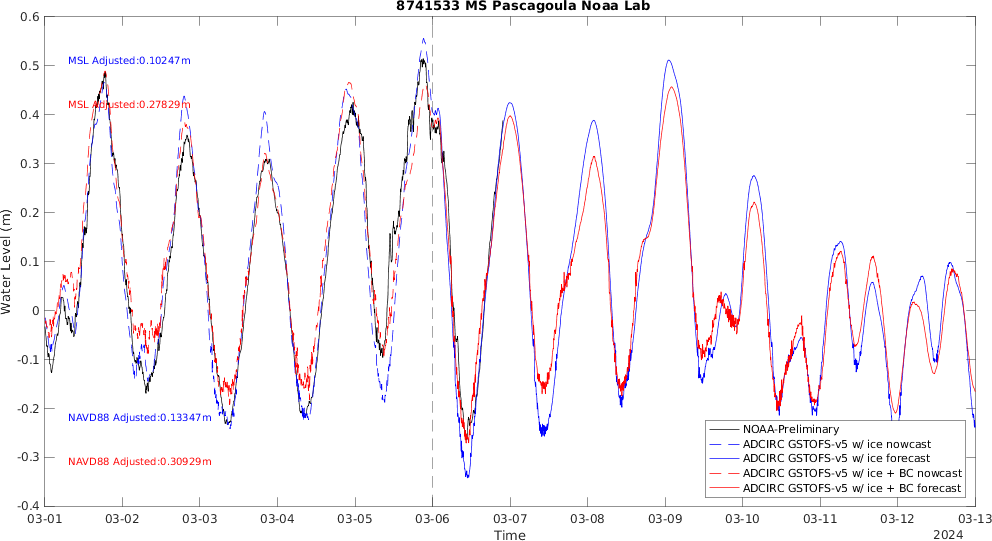 8741533 MS Pascagoula Noaa Lab
0.6
0.5
0.4
0.3
0.2
0.1
0
-0.1
-0.2
-0.3
-0.4
Water Level (m)
MSL Adjusted:0.10247m
MSL Adjusted:0.27829m
NAVD88 Adjusted:0.13347m
NAVD88 Adjusted:0.30929m
NOAA-Preliminary
ADCIRC GSTOFS-v5 w/ ice nowcast
ADCIRC GSTOFS-v5 w/ ice forecast
ADCIRC GSTOFS-v5 w/ ice + BC nowcast
ADCIRC GSTOFS-v5 w/ ice + BC forecast
03-01 03-02 03-03 03-04 03-05 03-06 03-07 03-08 03-09 03-10 03-11 03-12 03-13
Time
2024